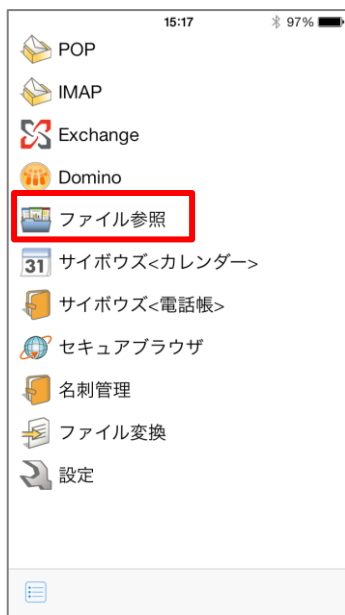 15:17 97%
POP
IMAP
Exchange
Domino
ファイル参照
31 サイボウズ<カレンダー>
サイボウズ<電話帳>
セキュアブラウザ
名刺管理
ファイル変換
設定